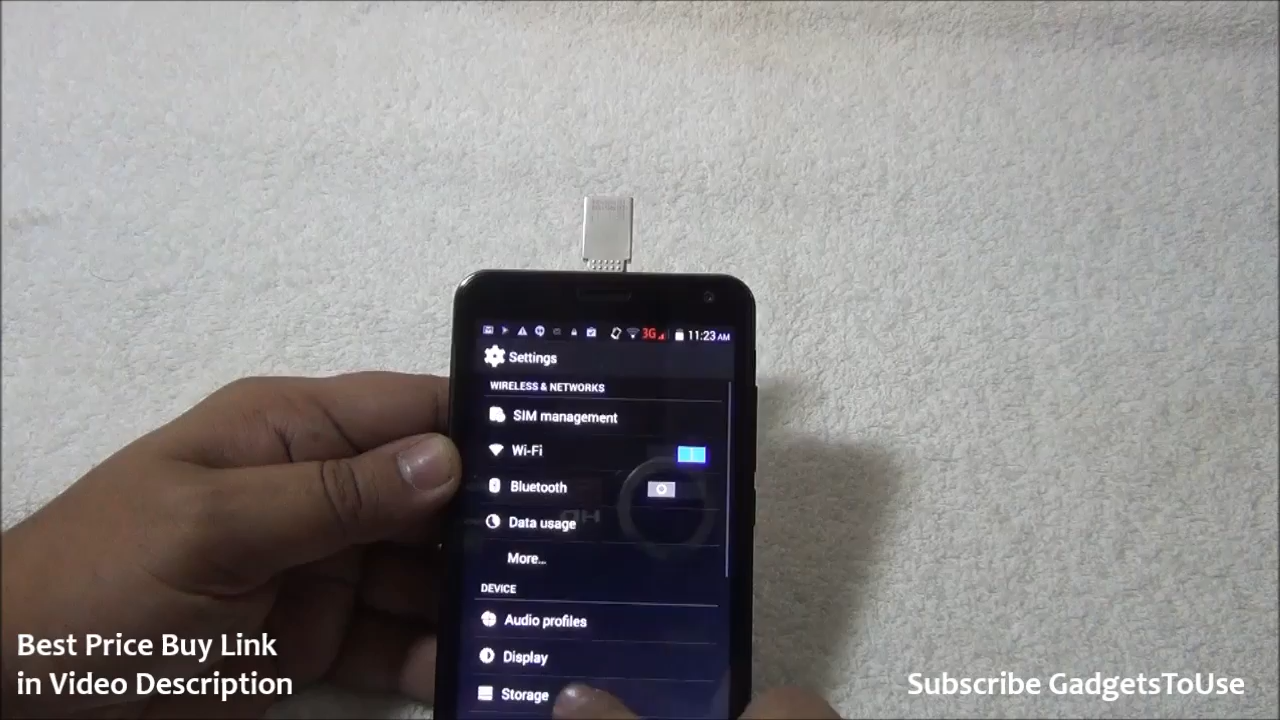 3G 11:23 AM
Settings
WIRELESS & NETWORKS
SIM management
Wi-Fi
Bluetooth
Data usage
More...
DEVICE
Audio profiles
Display
Storage
Best Price Buy Link
in Video Description
Subscribe GadgetsToUse